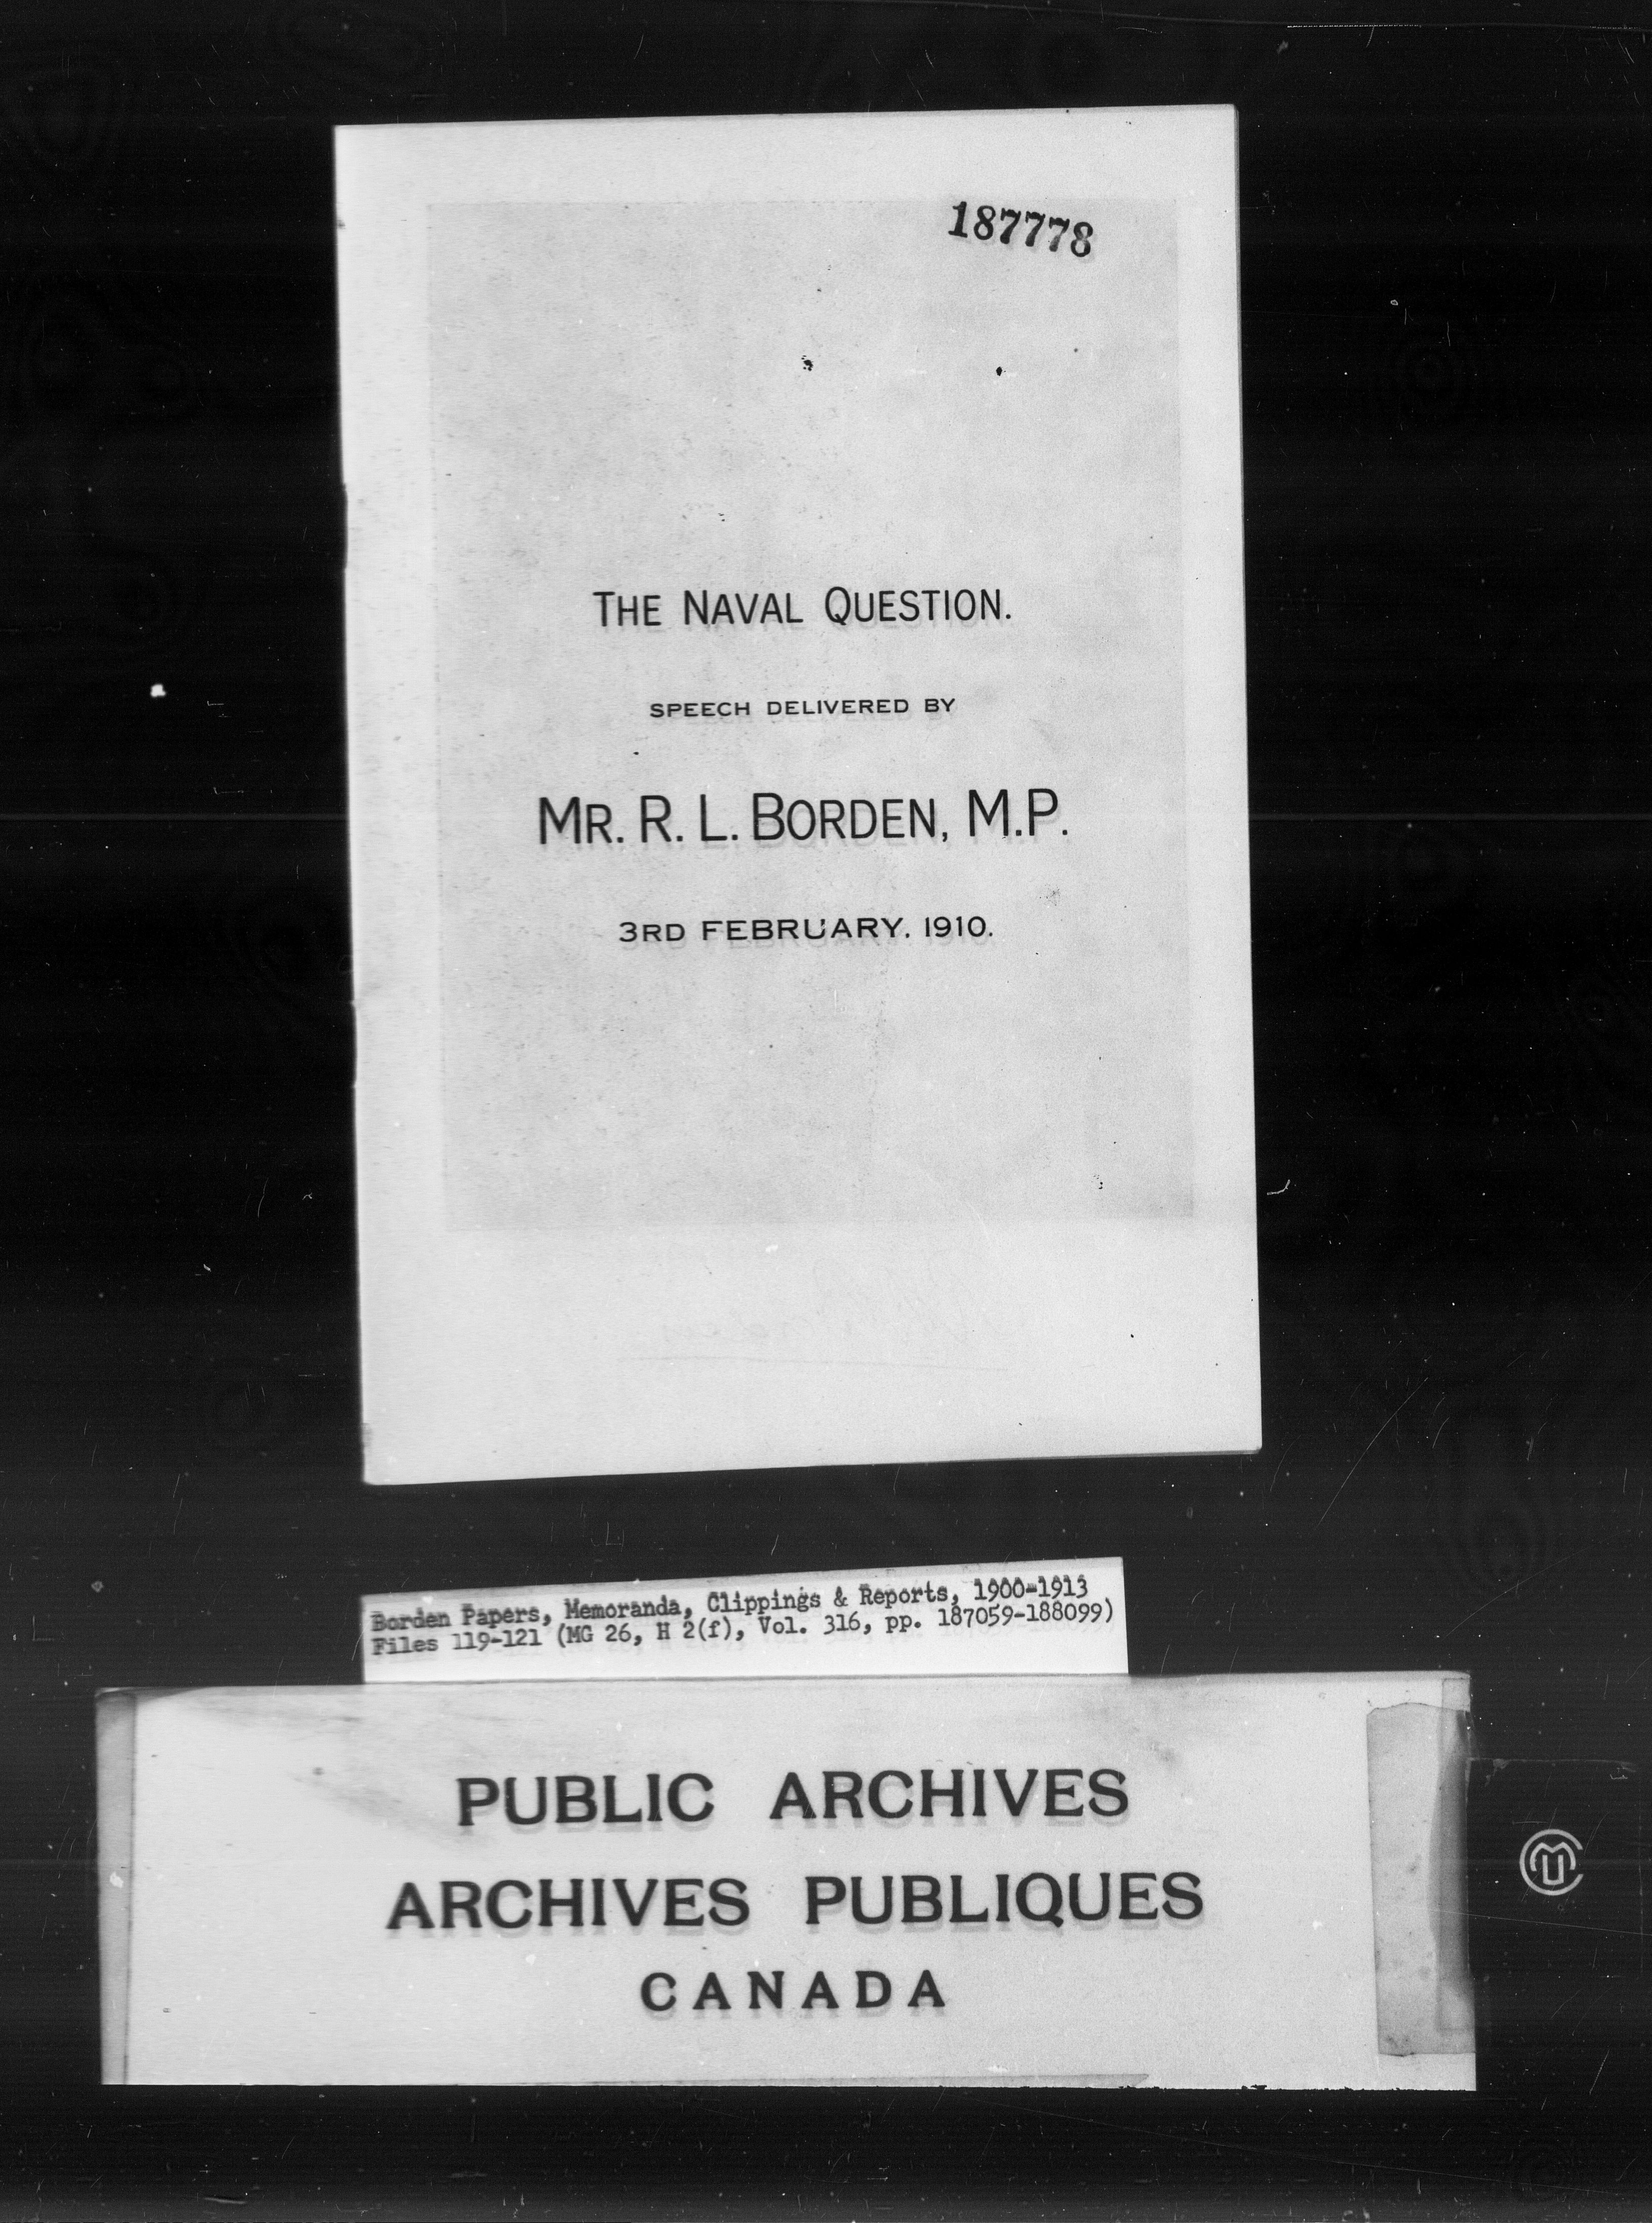 187778
THE NAVAL QUESTION.
SPEECH DELIVERED BY
MR. R. L. BORDEN, M.P.
3RD FEBRUARY, 1910.
Borden Papers, Memoranda, Clippings & Reports, 1900-1913
Files 119-121 (MG 26, H 2(f), Vol. 316, pp. 187059-188099)
PUBLIC ARCHIVES
ARCHIVES PUBLIQUES
CANADA